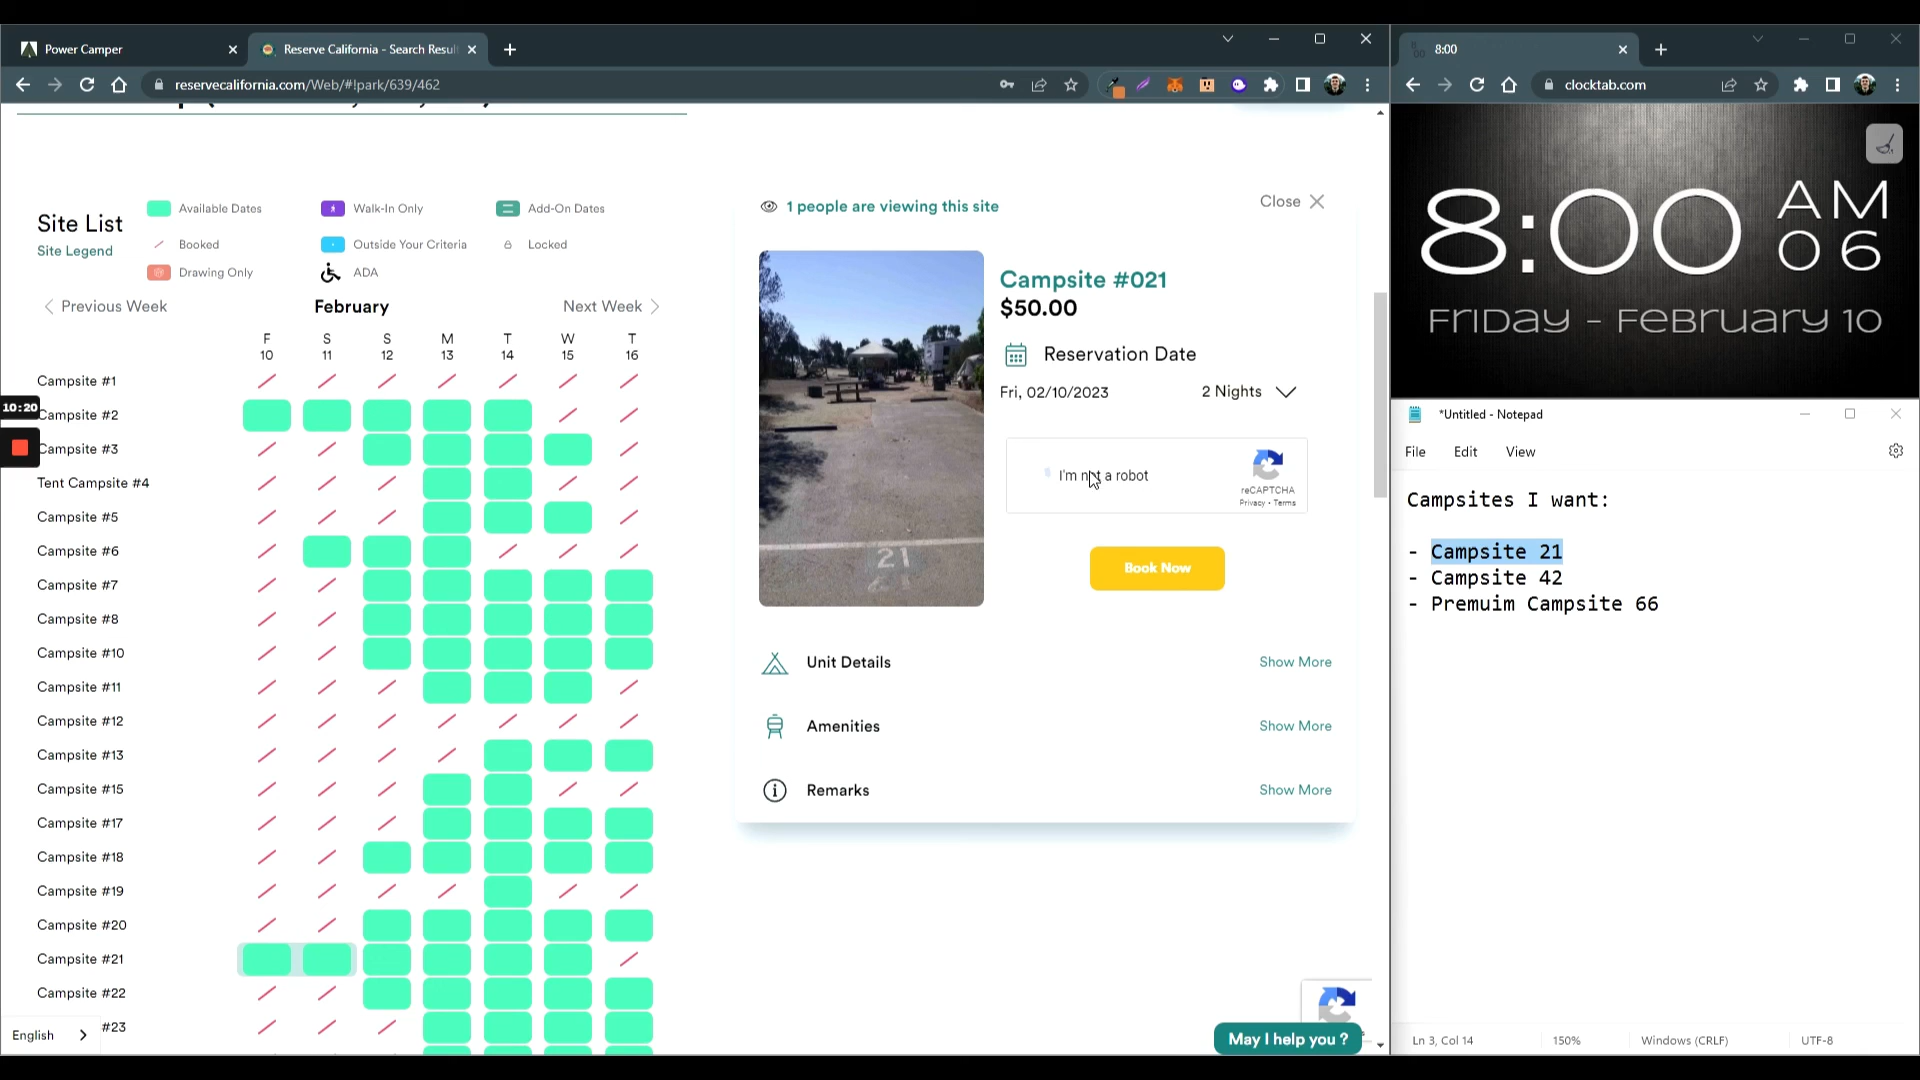 Power Camper
Reserve California - Search Resul
reservecalifornia.com/Web/#!park/639/462
8:00
clocktab.com
Site List
Site Legend
Available Dates
Walk-In Only
Add-On Dates
Booked
Outside Your Criteria
Locked
Drawing Only
ADA
Previous Week
February
Next Week
F S S M T W T
10 11 12 13 14 15 16
Campsite #1
10:20
Campsite #2
Campsite #3
Tent Campsite #4
Campsite #5
Campsite #6
Campsite #7
Campsite #8
Campsite #10
Campsite #11
Campsite #12
Campsite #13
Campsite #15
Campsite #17
Campsite #18
Campsite #19
Campsite #20
Campsite #21
Campsite #22
#23
English
1 people are viewing this site
Close
21
Campsite #021
$50.00
Reservation Date
Fri, 02/10/2023
2 Nights
I'm not a robot
reCAPTCHA
Privacy - Terms
Book Now
Unit Details
Show More
Amenities
Show More
Remarks
Show More
May I help you ?
8:00 AM
06
Friday - February 10
*Untitled - Notepad
File Edit View
Campsites I want:
- Campsite 21
- Campsite 42
- Premuim Campsite 66
Ln 3, Col 14
150%
Windows (CRLF)
UTF-8